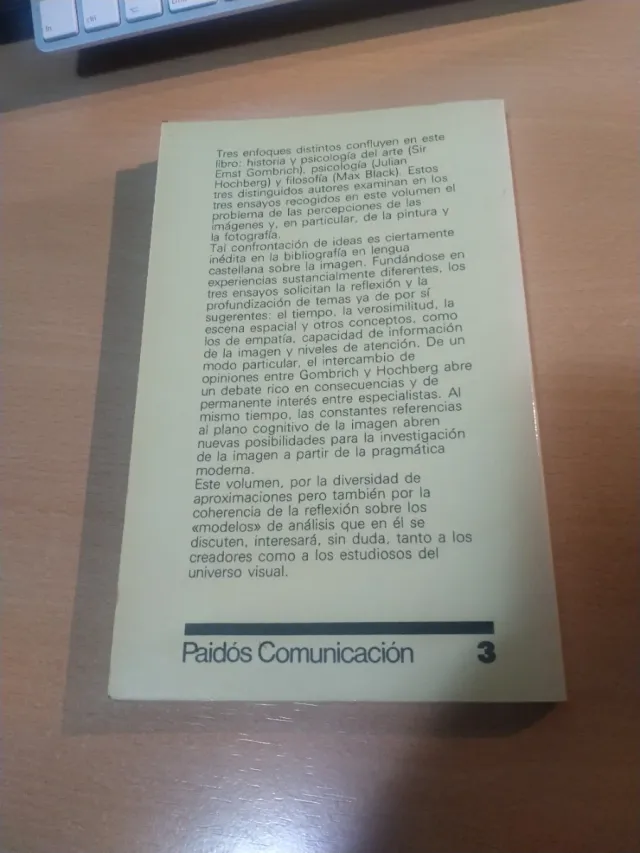 Tres enfoques distintos confluyen en este
libro: historia y psicología del arte (Sir
Ernst Gombrich), psicología (Julian
Hochberg) y filosofía (Max Black). Estos
tres distinguidos autores examinan en los
tres ensayos recogidos en este volumen el
problema de las percepciones de las
imágenes y, en particular, de la pintura y
la fotografía.
Tal confrontación de ideas es ciertamente
inédita en la bibliografía en lengua
castellana sobre la imagen. Fundándose en
experiencias sustancialmente diferentes, los
tres ensayos solicitan la reflexión y la
profundización de temas ya de por sí
sugerentes: el tiempo, la verosimilitud, la
escena espacial y otros conceptos, como
los de empatía, capacidad de información
de la imagen y niveles de atención. De un
modo particular, el intercambio de
opiniones entre Gombrich y Hochberg abre
un debate rico en consecuencias y de
permanente interés entre especialistas. Al
mismo tiempo, las constantes referencias
al plano cognitivo de la imagen abren
nuevas posibilidades para la investigación
de la imagen a partir de la pragmática
moderna.
Este volumen, por la diversidad de
aproximaciones pero también por la
coherencia de la reflexión sobre los
«modelos» de análisis que en él se
discuten, interesará, sin duda, tanto a los
creadores como a los estudiosos del
universo visual.
Paidós Comunicación 3